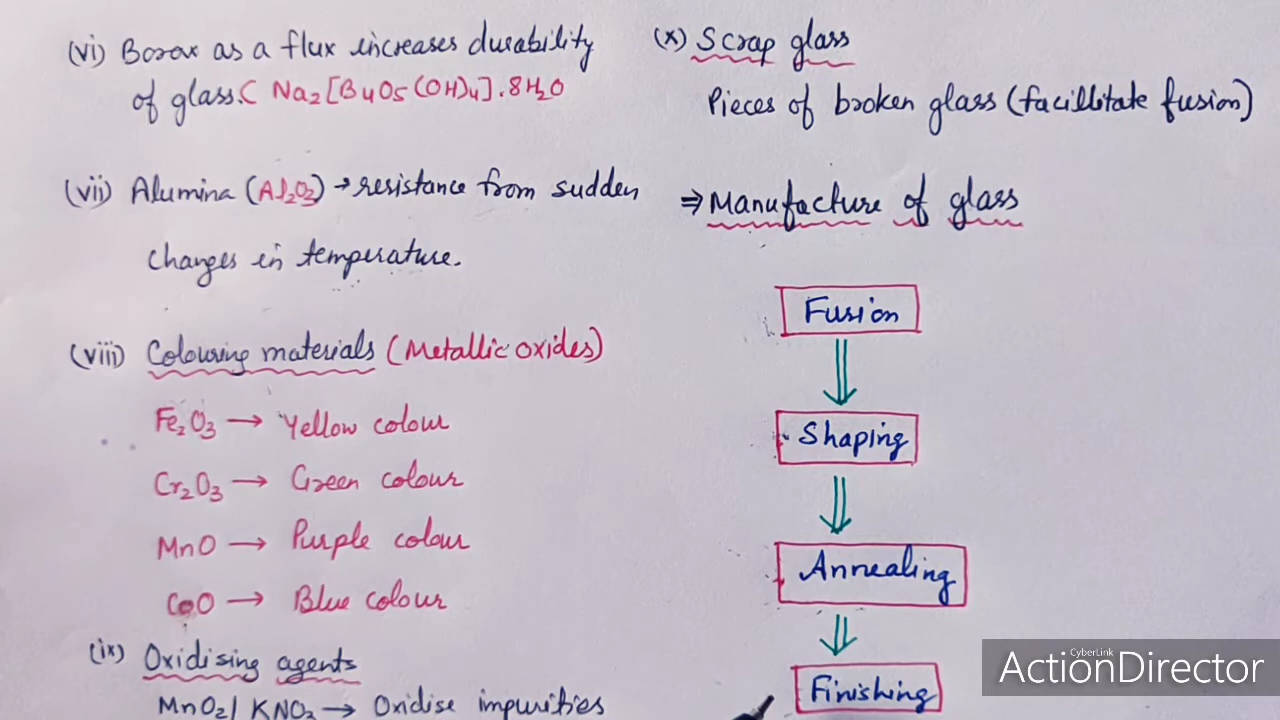 (vi) Borax as a flux increases durability
of glass.( Na₂[B₄O₅(OH)₄].8H₂O
(vii) Alumina (Al₂O₃) → resistance from sudden
changes in temperature.
(viii) Colouring materials (Metallic oxides)
Fe₂O₃ → Yellow colour
Cr₂O₃ → Green colour
MnO → Purple colour
CoO → Blue colour
(ix) Oxidising agents
MnO₂/ KNO₃ → Oxidise impurities
(x) Scrap glass
Pieces of broken glass (facillitate fusion)
⇒ Manufacture of glass
Fusion
Shaping
Annealing
Finishing
CyberLink
ActionDirector